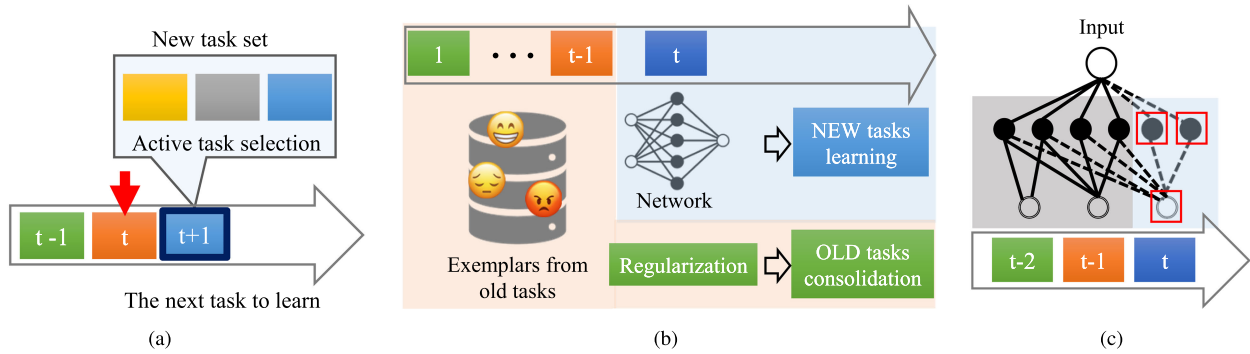 New task set
Active task selection
t -1
t
t+1
The next task to learn
(a)
1
• • •
t-1
t
Network
NEW tasks
learning
Exemplars from
old tasks
Regularization
OLD tasks
consolidation
(b)
Input
t-2
t-1
t
(c)